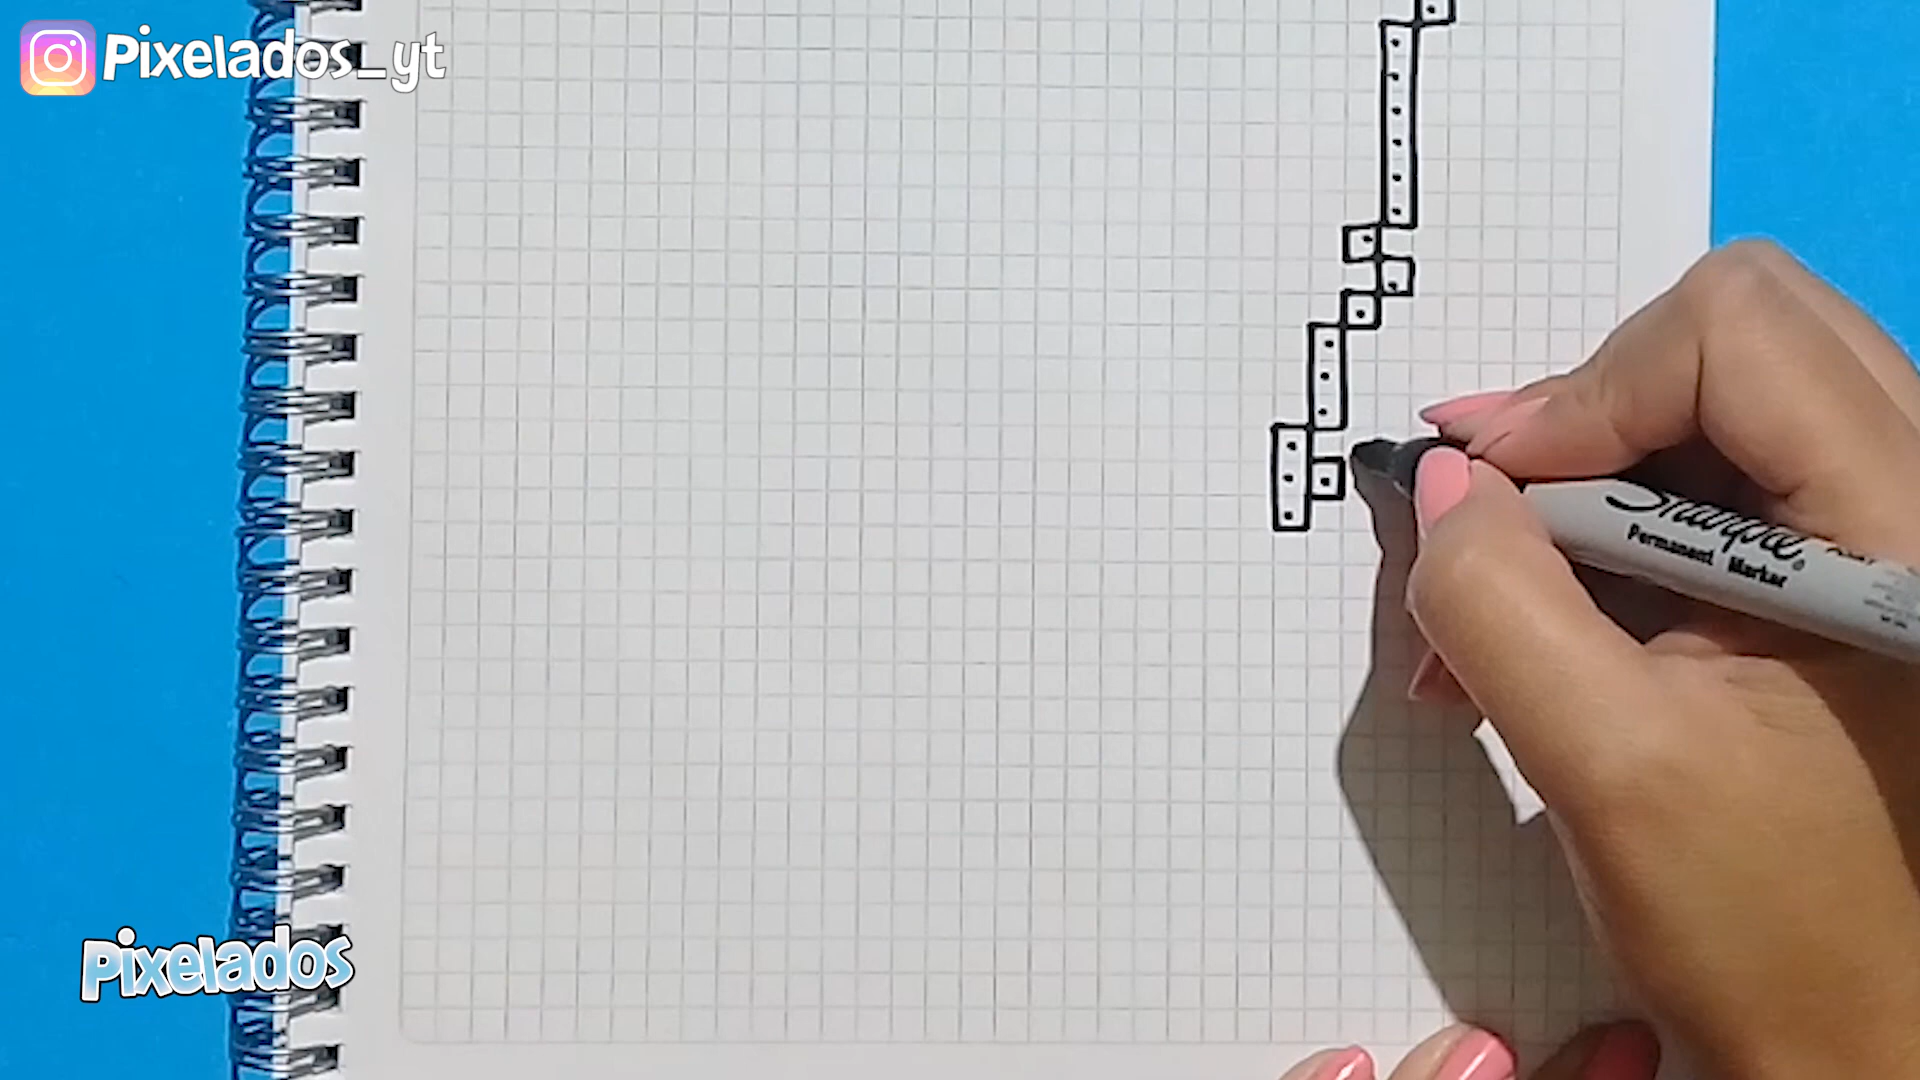 Pixelados_yt
Sharpie
Permanent Marker
Pixelados